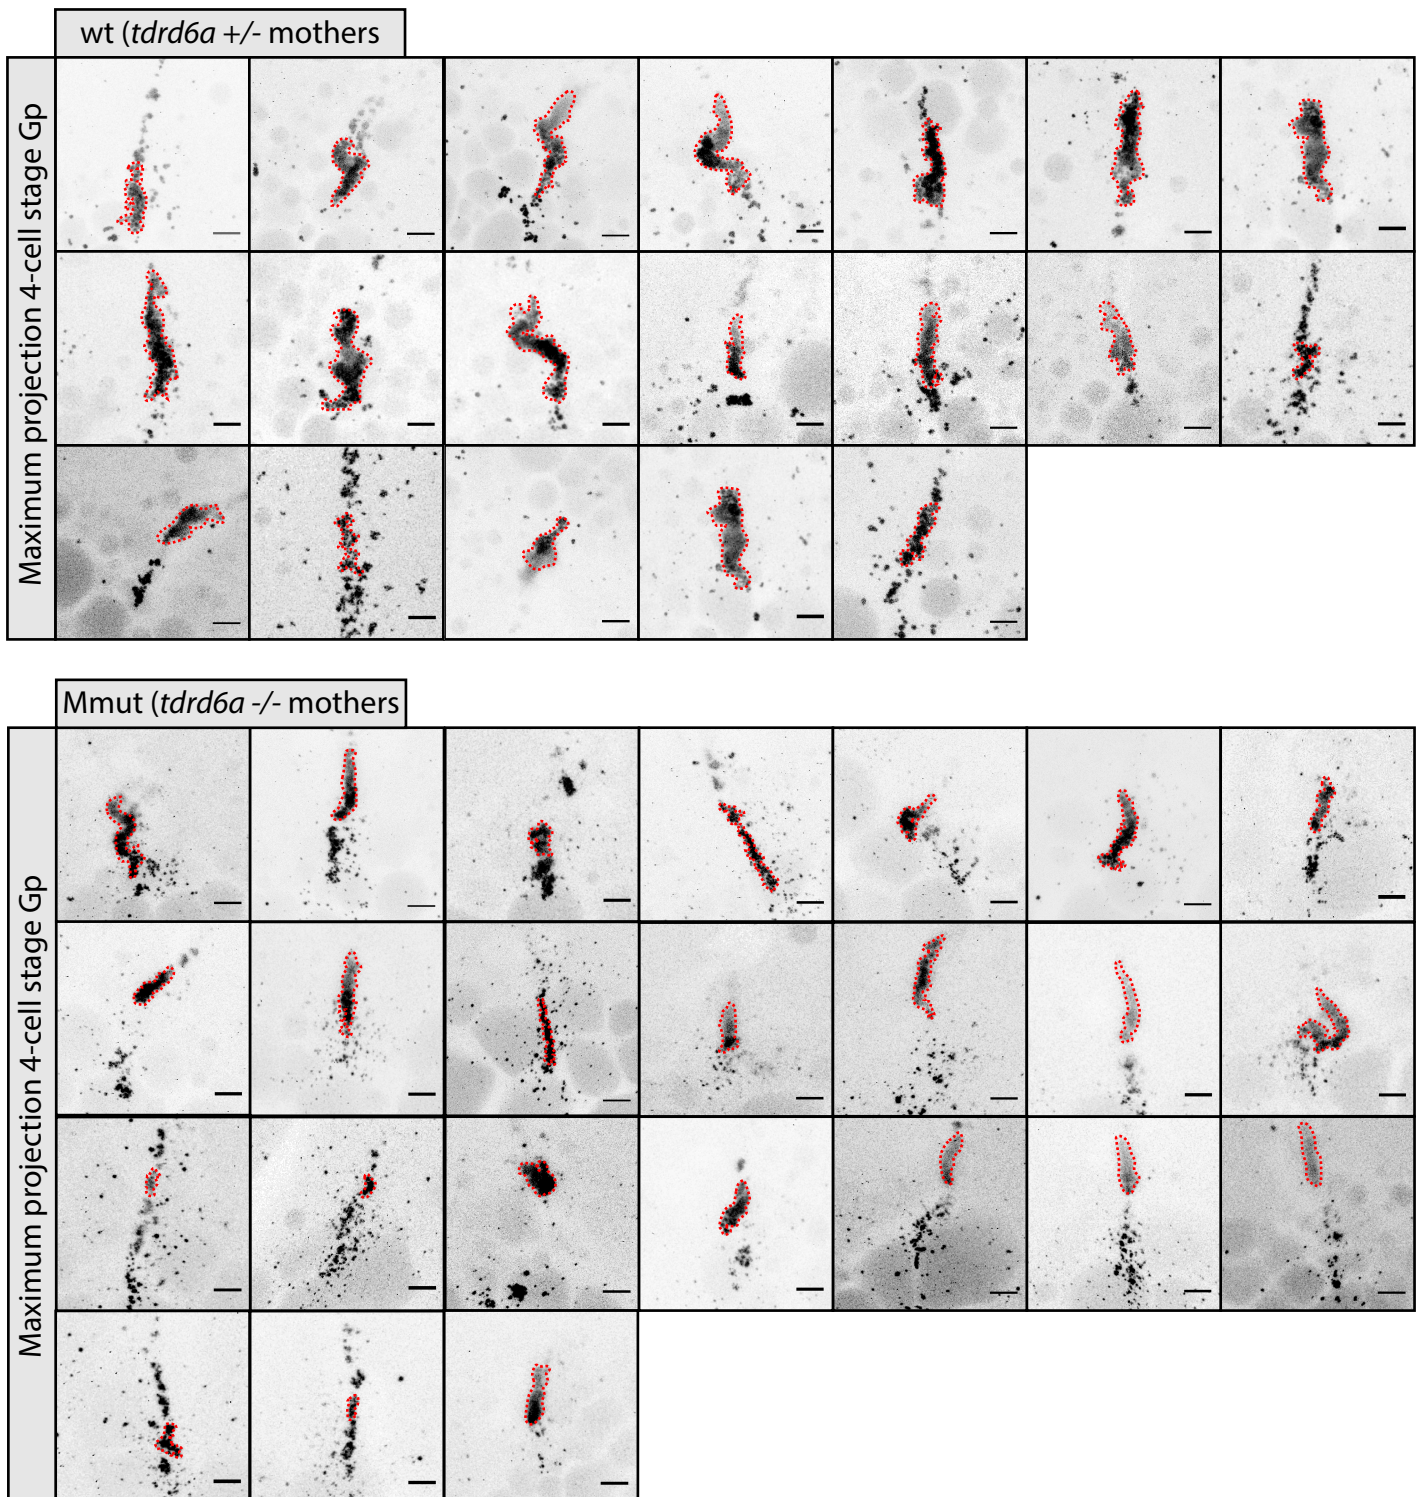 wt (tdrd6a +/- mothers
Maximum projection 4-cell stage Gp
Mmut (tdrd6a -/- mothers
Maximum projection 4-cell stage Gp